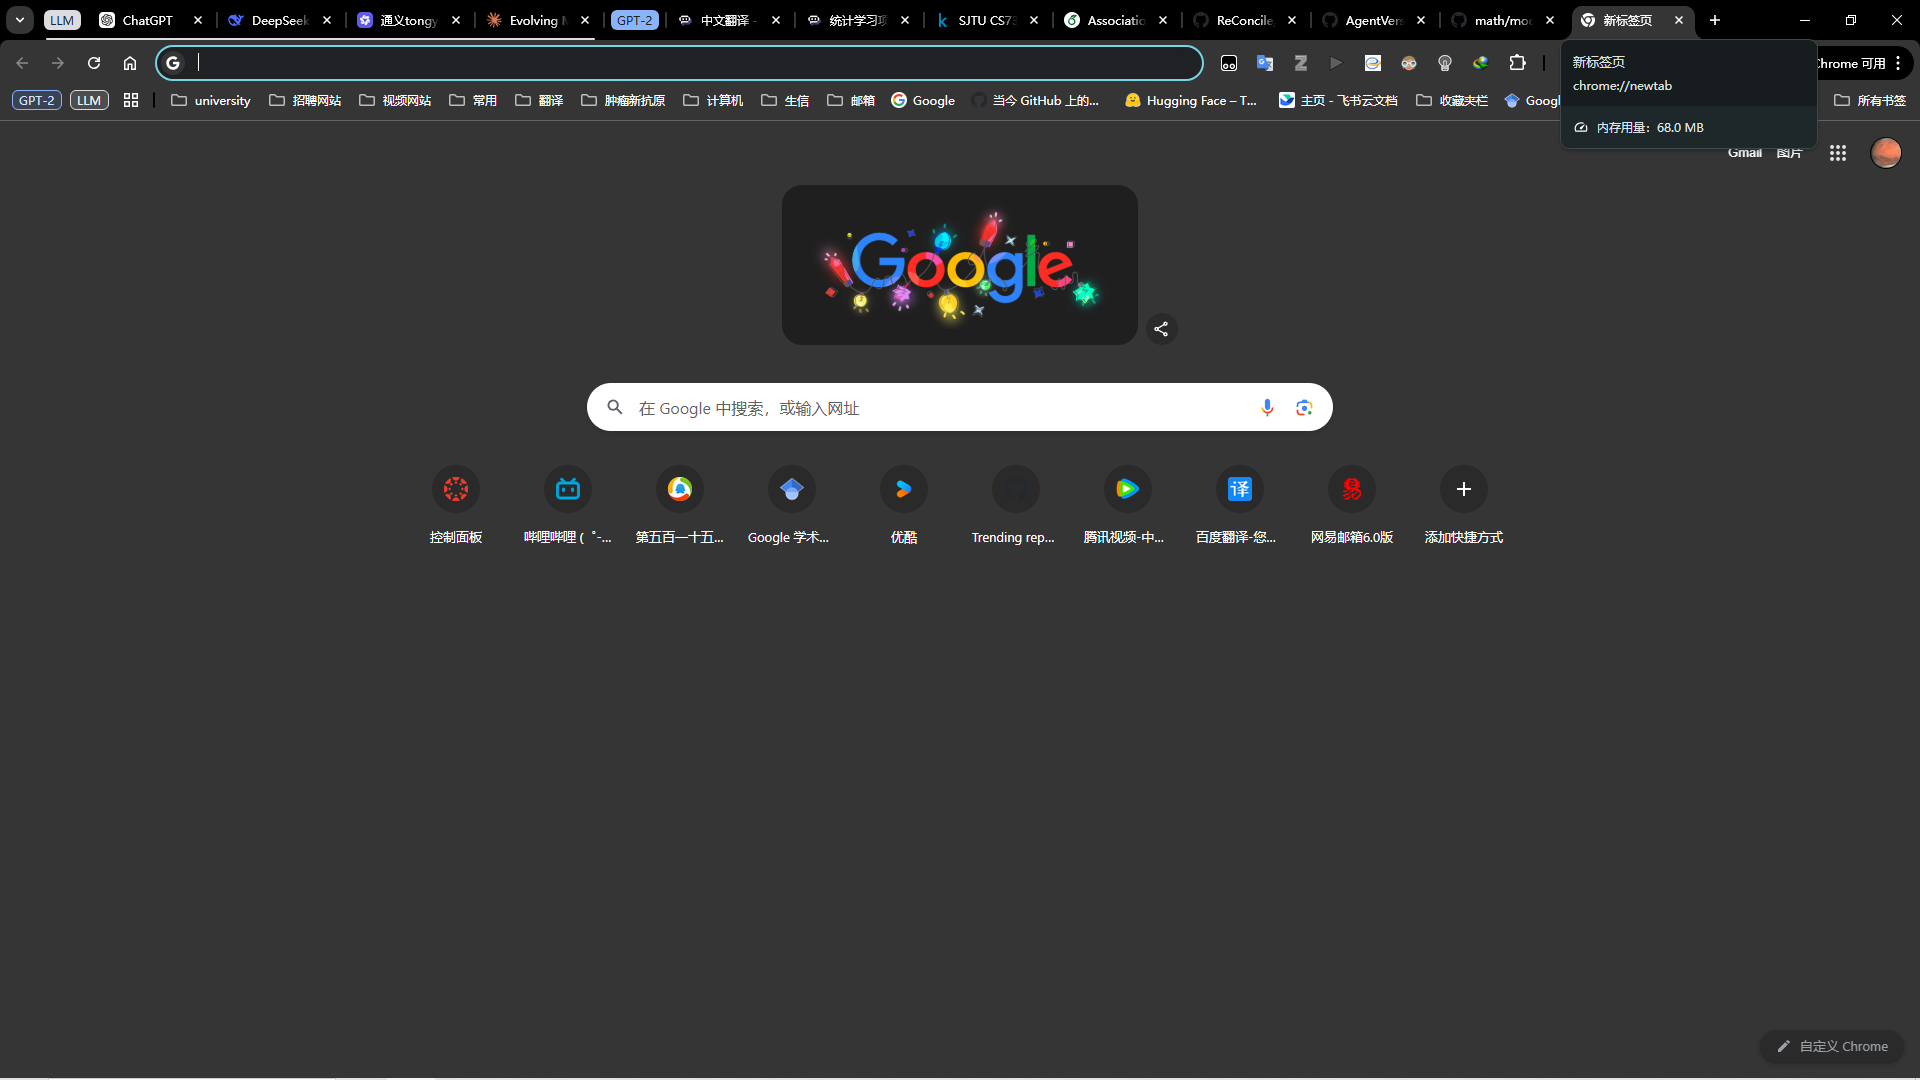 LLM
ChatGPT
DeepSeek
通义tongy
Evolving
GPT-2
中文翻译 -
统计学习项
SJTU CS73
Associatio
ReConcile
AgentVers
math/mod
新标签页
新标签页
chrome://newtab
内存用量：68.0 MB
Chrome 可用
GPT-2
LLM
university
招聘网站
视频网站
常用
翻译
肿瘤新抗原
计算机
生信
邮箱
Google
当今 GitHub 上的...
Hugging Face – T...
主页 - 飞书云文档
收藏夹栏
Googl
所有书签
Gmail
图片
Google
在 Google 中搜索，或输入网址
控制面板
哔哩哔哩 ( ゜-...
第五百一十五...
Google 学术...
优酷
Trending rep...
腾讯视频-中...
译
百度翻译-您...
网易邮箱6.0版
添加快捷方式
自定义 Chrome